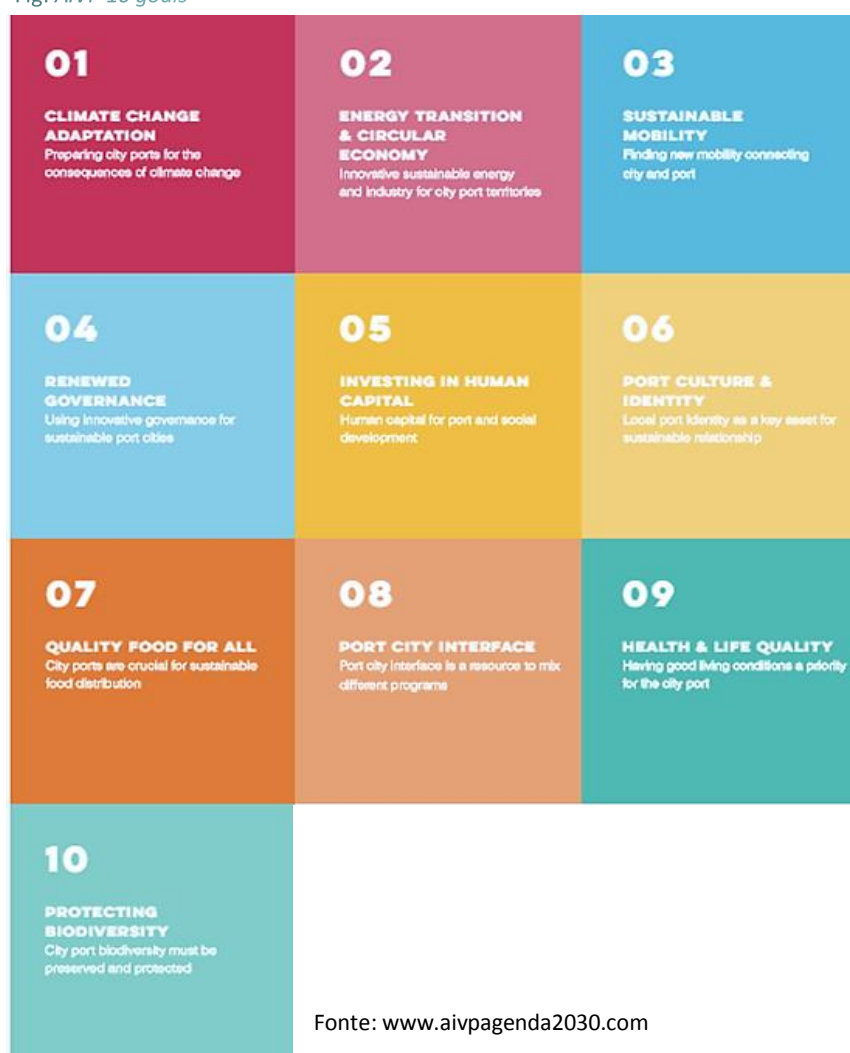 Fig. AIVP 10 goals
01
CLIMATE CHANGE
ADAPTATION
Preparing city ports for the
consequences of climate change
02
ENERGY TRANSITION
& CIRCULAR
ECONOMY
Innovative sustainable energy
and industry for city port territories
03
SUSTAINABLE
MOBILITY
Finding new mobility connecting
city and port
04
RENEWED
GOVERNANCE
Using innovative governance for
sustainable port cities
05
INVESTING IN HUMAN
CAPITAL
Human capital for port and social
development
06
PORT CULTURE &
IDENTITY
Local port identity as a key asset for
sustainable relationship
07
QUALITY FOOD FOR ALL
City ports are crucial for sustainable
food distribution
08
PORT CITY INTERFACE
Port city interface is a resource to mix
different programs
09
HEALTH & LIFE QUALITY
Having good living conditions a priority
for the city port
10
PROTECTING
BIODIVERSITY
City port biodiversity must be
preserved and protected
Fonte: www.aivpagenda2030.com